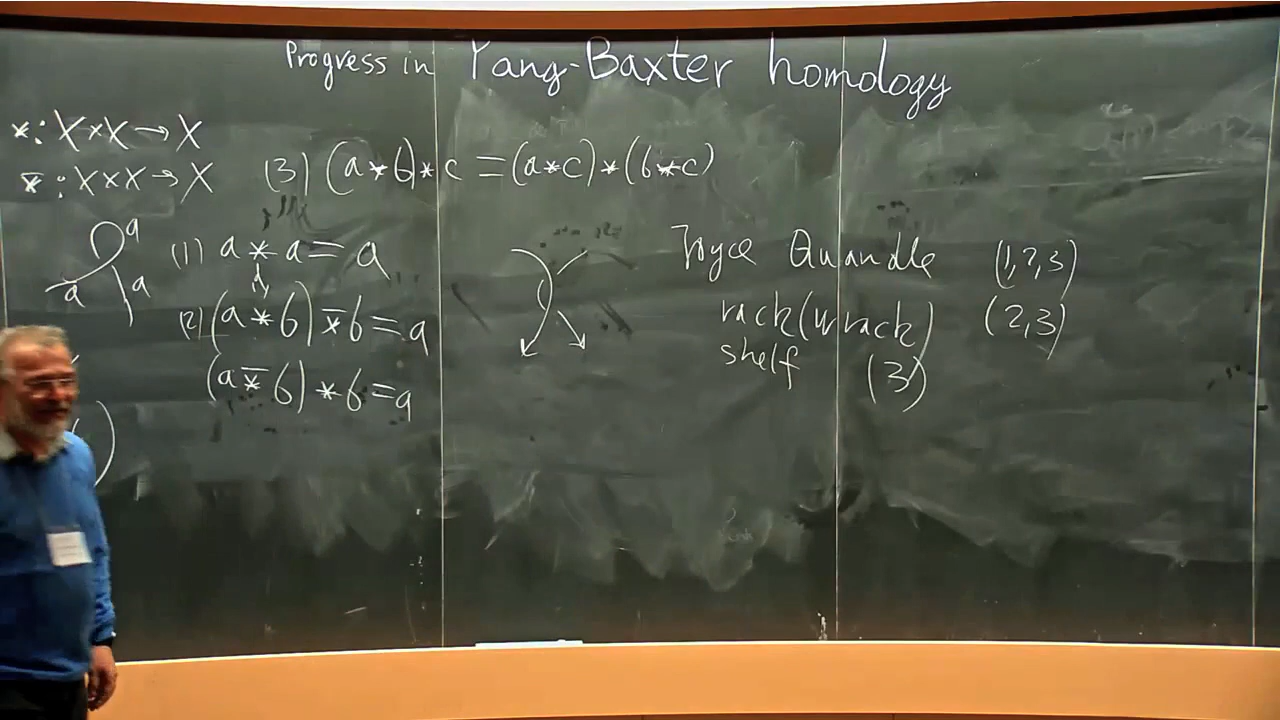 Progress in Yang-Baxter homology
*: X×X→X
*̄: X×X→X
(3) (a*b)*c=(a*c)*(b*c)
a
a
a
(1) a*a=a
(2) (a*b)*̄b=a
(a*̄b)*b=a
Joyce Quandle (1,2,3)
rack(wrack) (2,3)
shelf (3)